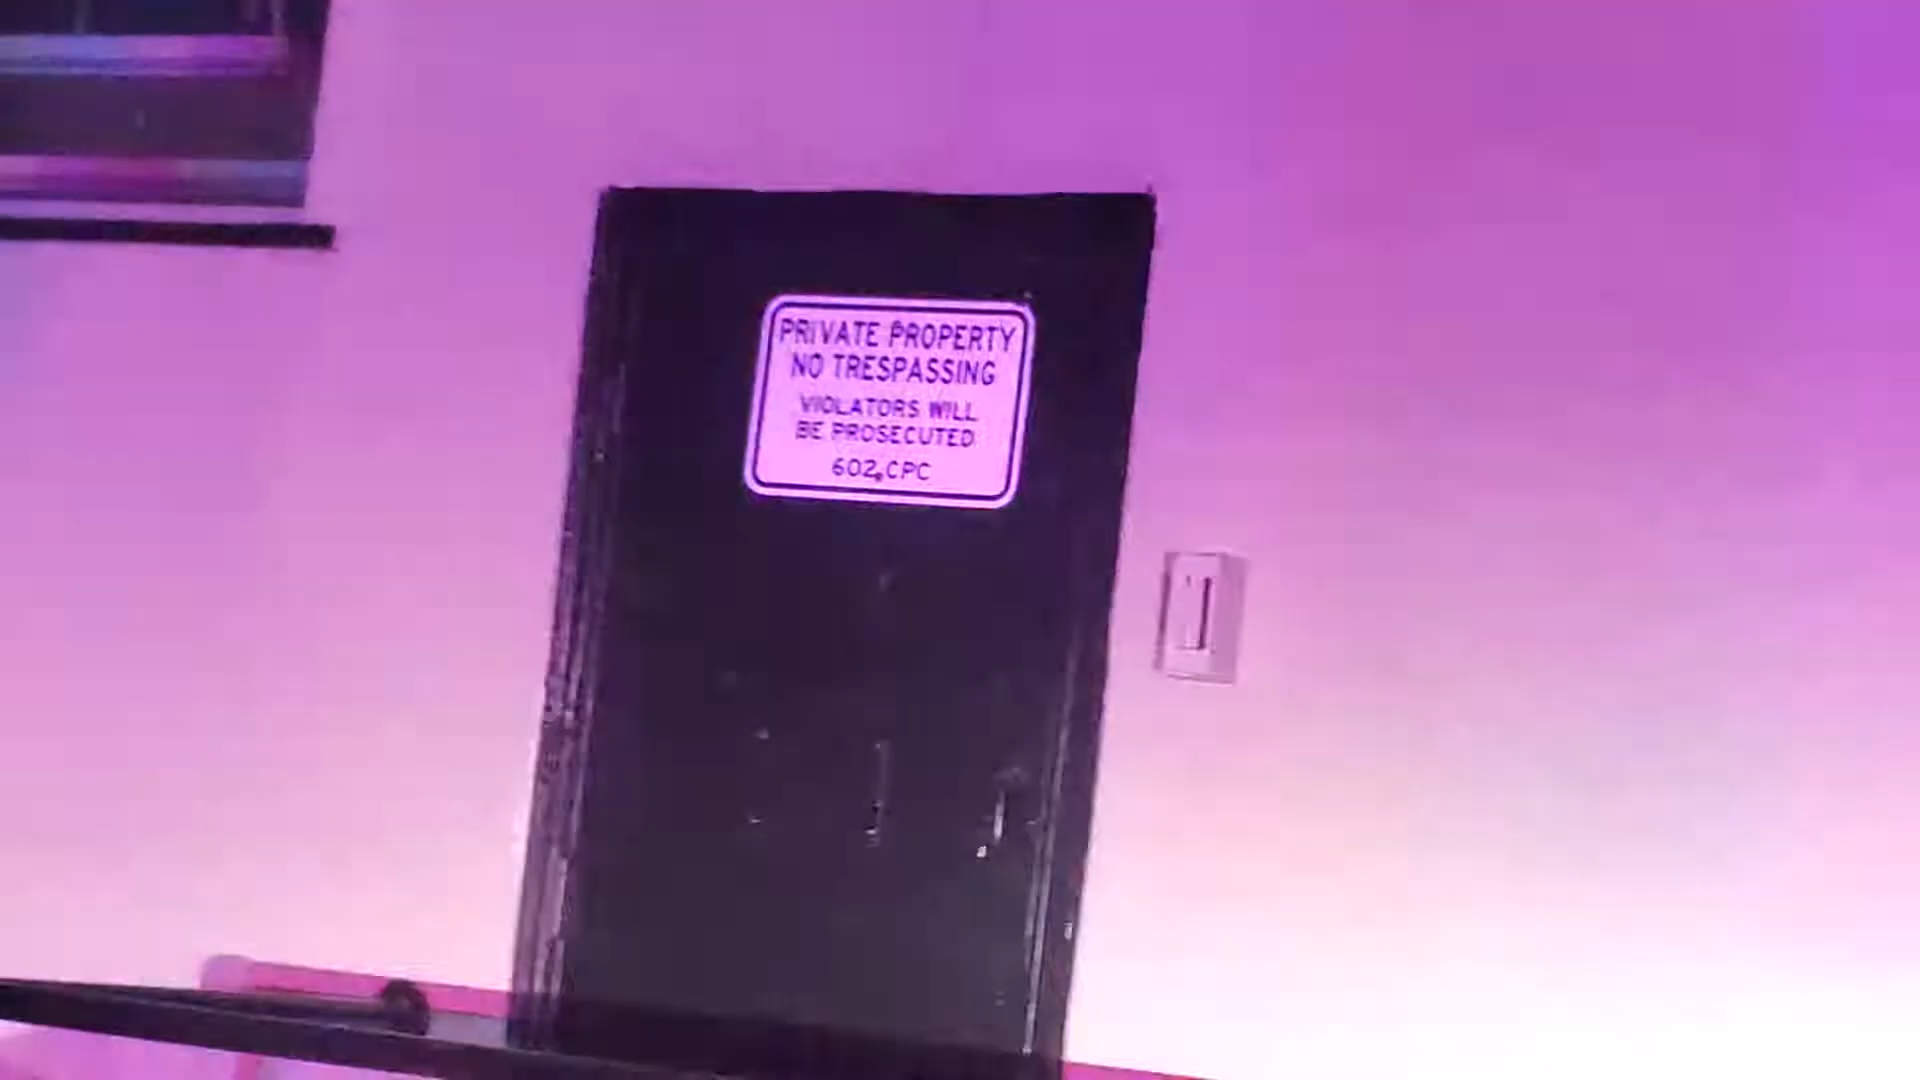 PRIVATE PROPERTY
NO TRESPASSING
VIOLATORS WILL
BE PROSECUTED
602.CPC